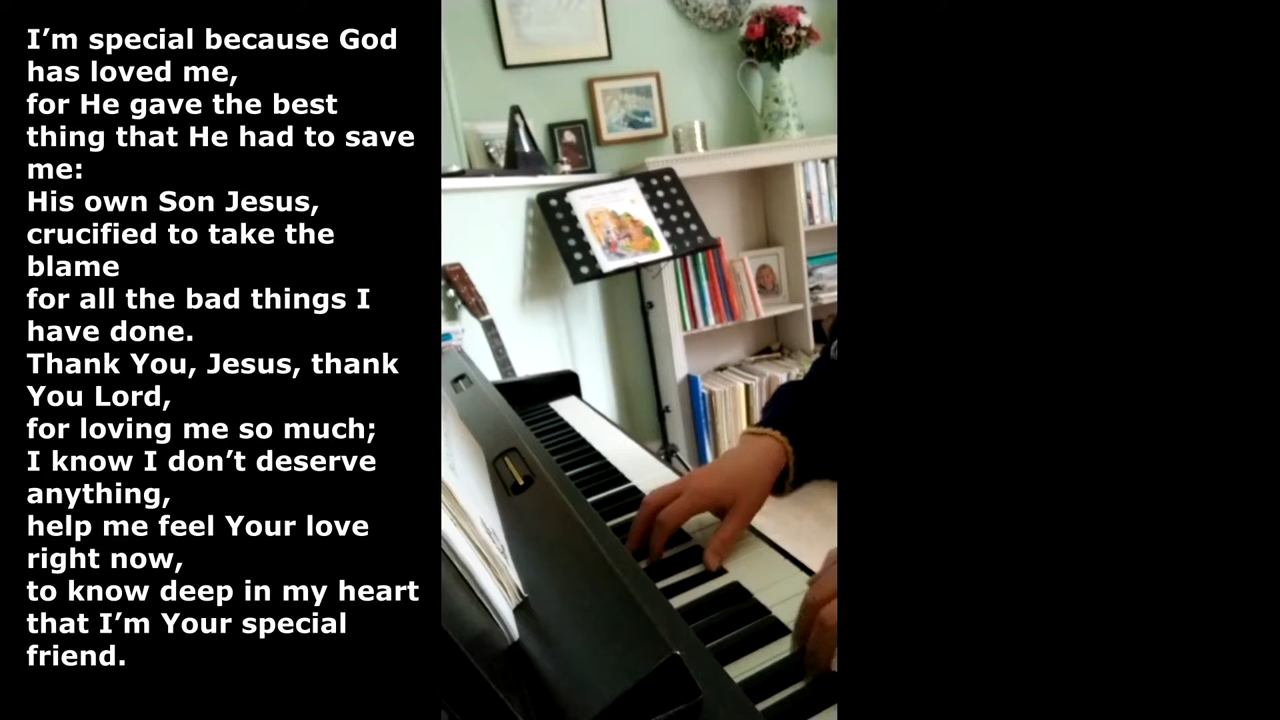 I’m special because God
has loved me,
for He gave the best
thing that He had to save
me:
His own Son Jesus,
crucified to take the
blame
for all the bad things I
have done.
Thank You, Jesus, thank
You Lord,
for loving me so much;
I know I don’t deserve
anything,
help me feel Your love
right now,
to know deep in my heart
that I’m Your special
friend.